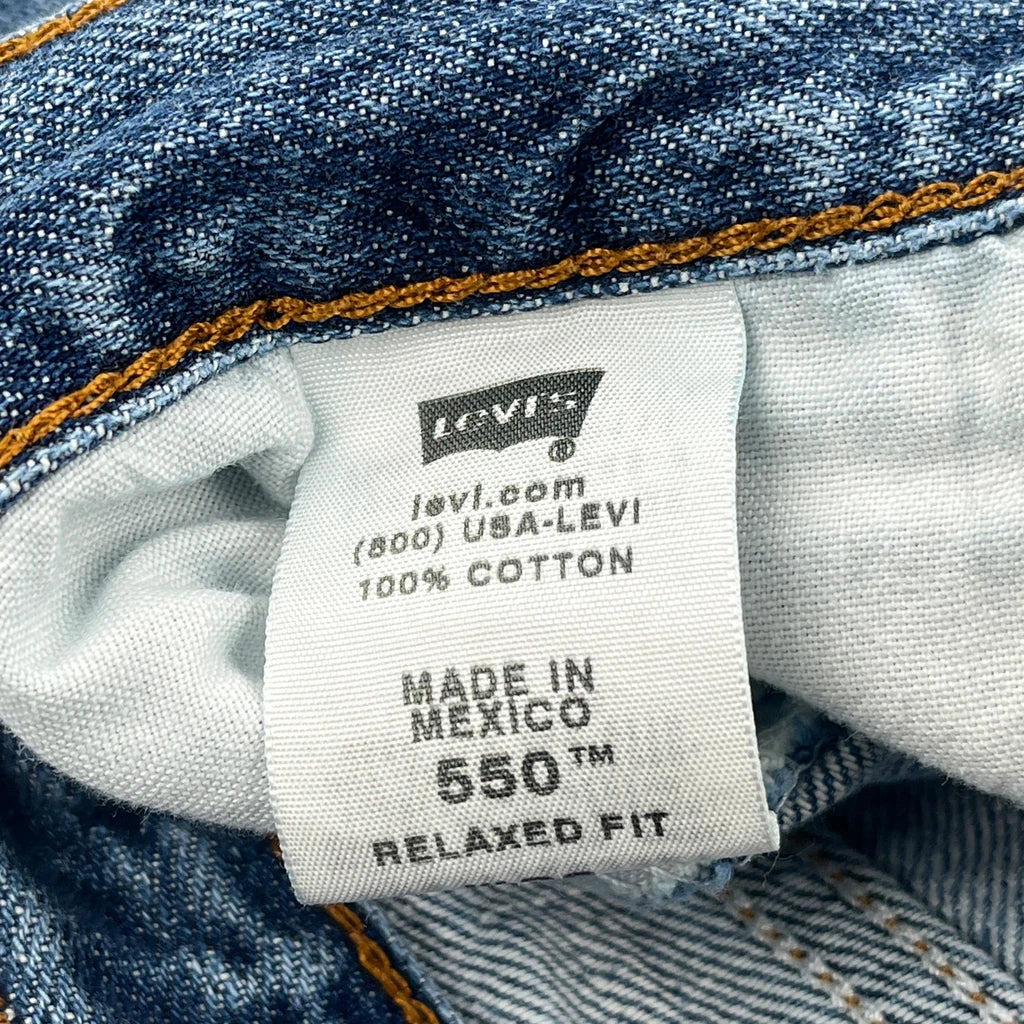 LEVI'S
®
levi.com
(800) USA-LEVI
100% COTTON
MADE IN
MEXICO
550™
RELAXED FIT